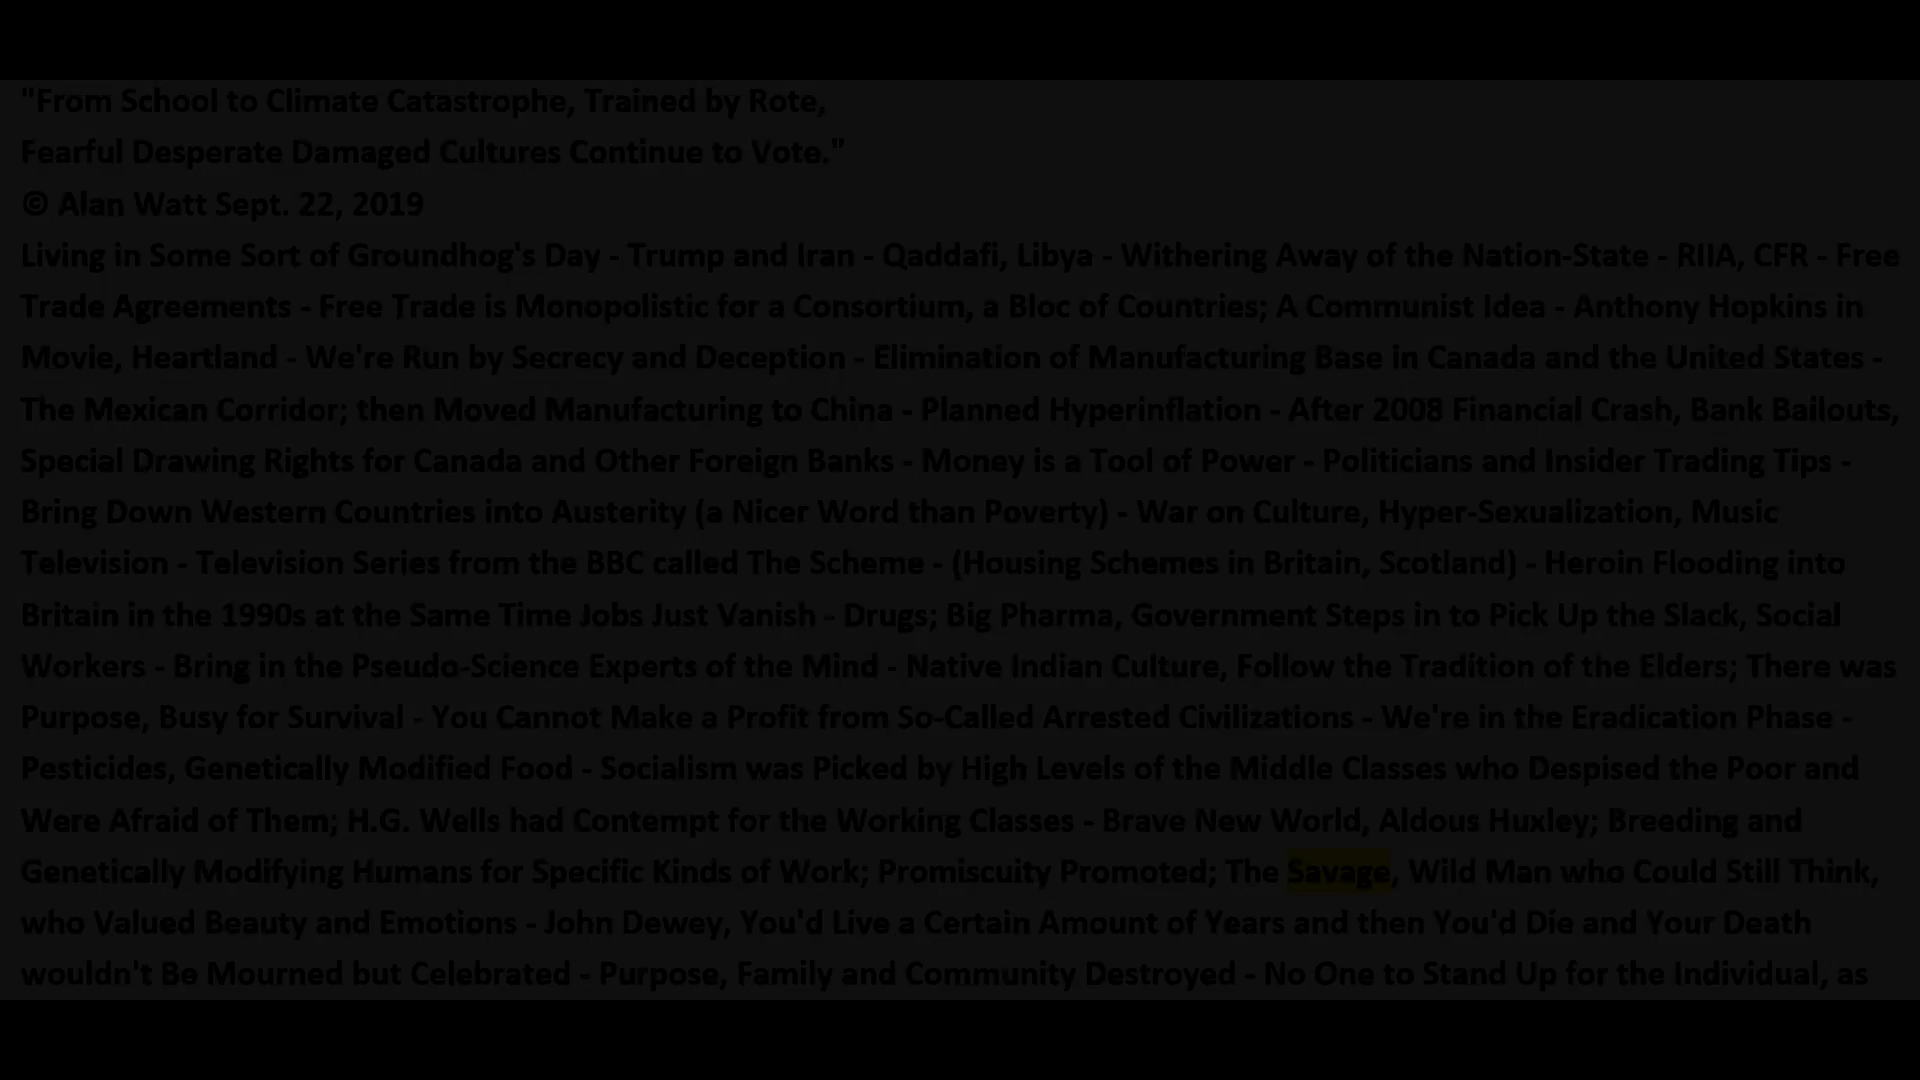 "From School to Climate Catastrophe, Trained by Rote,
Fearful Desperate Damaged Cultures Continue to Vote."
© Alan Watt Sept. 22, 2019
Living in Some Sort of Groundhog's Day - Trump and Iran - Qaddafi, Libya - Withering Away of the Nation-State - RIIA, CFR - Free
Trade Agreements - Free Trade is Monopolistic for a Consortium, a Bloc of Countries; A Communist Idea - Anthony Hopkins in
Movie, Heartland - We're Run by Secrecy and Deception - Elimination of Manufacturing Base in Canada and the United States -
The Mexican Corridor; then Moved Manufacturing to China - Planned Hyperinflation - After 2008 Financial Crash, Bank Bailouts,
Special Drawing Rights for Canada and Other Foreign Banks - Money is a Tool of Power - Politicians and Insider Trading Tips -
Bring Down Western Countries into Austerity (a Nicer Word than Poverty) - War on Culture, Hyper-Sexualization, Music
Television - Television Series from the BBC called The Scheme - (Housing Schemes in Britain, Scotland) - Heroin Flooding into
Britain in the 1990s at the Same Time Jobs Just Vanish - Drugs; Big Pharma, Government Steps in to Pick Up the Slack, Social
Workers - Bring in the Pseudo-Science Experts of the Mind - Native Indian Culture, Follow the Tradition of the Elders; There was
Purpose, Busy for Survival - You Cannot Make a Profit from So-Called Arrested Civilizations - We're in the Eradication Phase -
Pesticides, Genetically Modified Food - Socialism was Picked by High Levels of the Middle Classes who Despised the Poor and
Were Afraid of Them; H.G. Wells had Contempt for the Working Classes - Brave New World, Aldous Huxley; Breeding and
Genetically Modifying Humans for Specific Kinds of Work; Promiscuity Promoted; The Savage, Wild Man who Could Still Think,
who Valued Beauty and Emotions - John Dewey, You'd Live a Certain Amount of Years and then You'd Die and Your Death
wouldn't Be Mourned but Celebrated - Purpose, Family and Community Destroyed - No One to Stand Up for the Individual, as